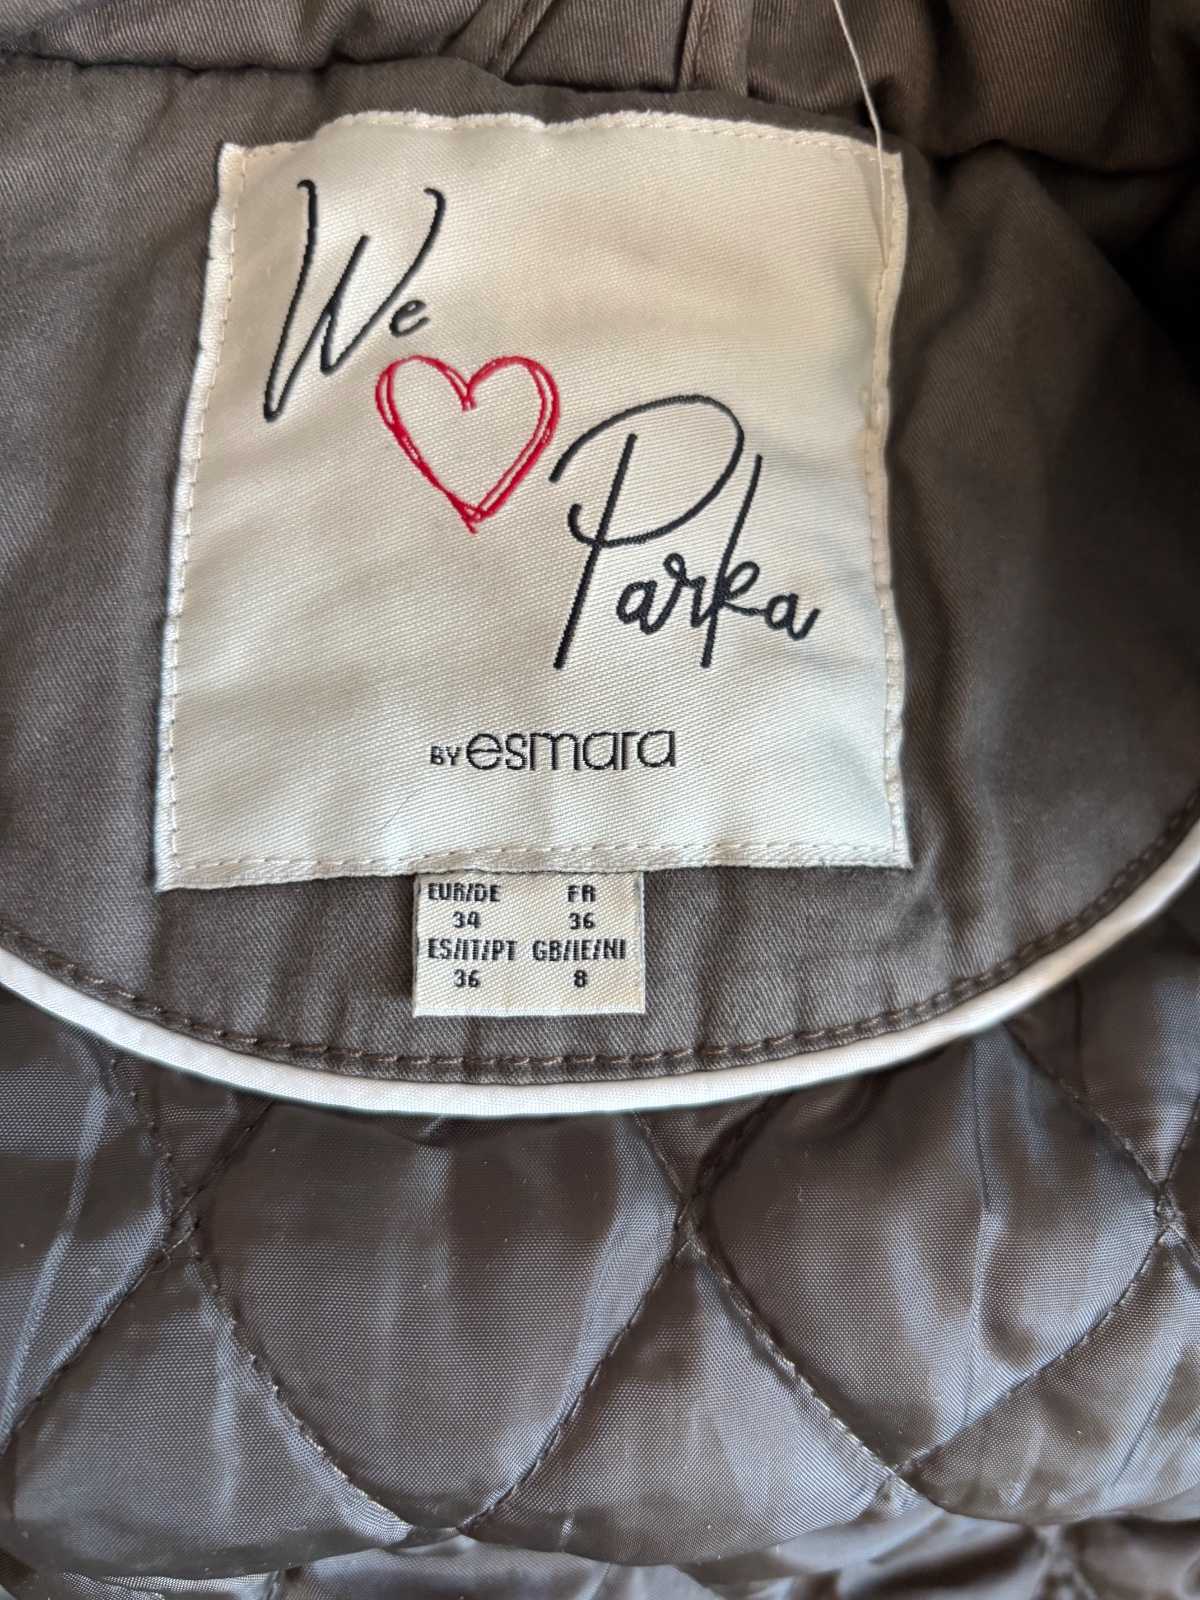 We
Parka
BY esmara
EUR/DE FR
34 36
ES/IT/PT GB/IE/NI
36 8